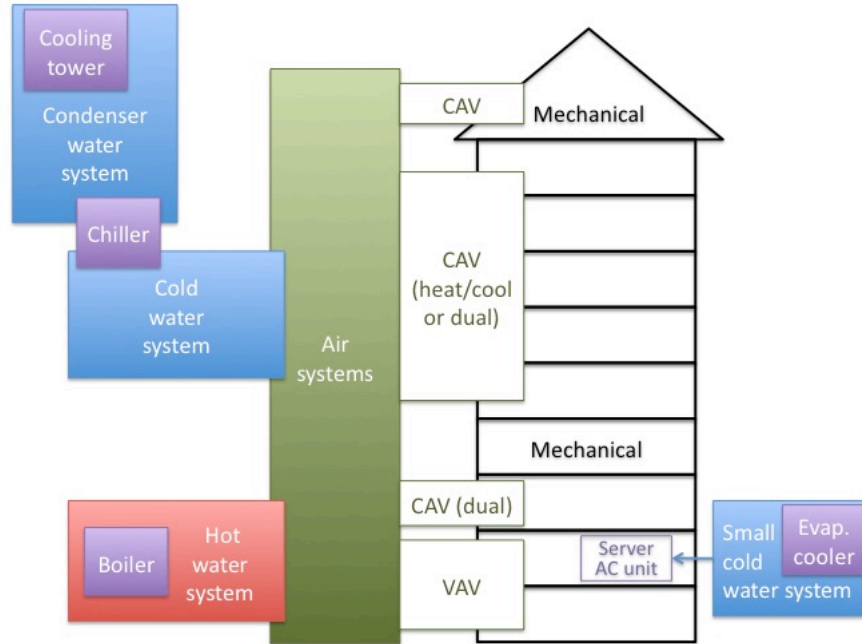 Cooling
tower
Condenser
water
system
Chiller
Cold
water
system
Air
systems
Boiler
Hot
water
system
CAV
CAV
(heat/cool
or dual)
CAV (dual)
VAV
Mechanical
Mechanical
Server
AC unit
Small
cold
water system
Evap.
cooler